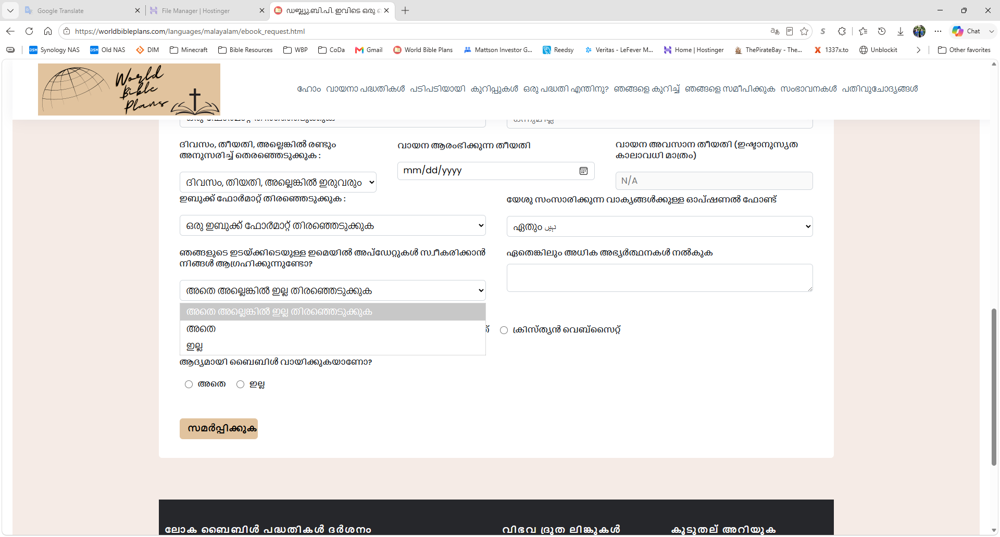 Google Translate
File Manager | Hostinger
ഡബ്ല്യു.ബി.പി. ഇവിടെ ഒരു
https://worldbibleplans.com/languages/malayalam/ebook_request.html
Chat
Synology NAS
Old NAS
DIM
Minecraft
Bible Resources
WBP
CoDa
Gmail
World Bible Plans
Mattson Investor G...
Reedsy
Veritas - LeFever M...
Home | Hostinger
ThePirateBay - The...
1337x.to
Unblockit
Other favorites
World
Bible
Plans
ഹോം വായനാ പദ്ധതികൾ പടിപടിയായി കുറിപ്പുകൾ ഒരു പദ്ധതി എന്തിനു? ഞങ്ങളെ കുറിച്ച് ഞങ്ങളെ സമീപിക്കുക സംഭാവനകൾ പതിവുചോദ്യങ്ങൾ
ഒന്നുമില്ല
ദിവസം, തീയതി, അല്ലെങ്കിൽ രണ്ടും
അനുസരിച്ച് തെരഞ്ഞെടുക്കുക :
ദിവസം, തിയതി, അല്ലെങ്കിൽ ഇരുവരും
വായന ആരംഭിക്കുന്ന തീയതി
mm/dd/yyyy
വായന അവസാന തീയതി (ഇഷ്ടാനുസൃത
കാലാവധി മാത്രം)
N/A
ഇബുക്ക് ഫോർമാറ്റ് തിരഞ്ഞെടുക്കുക :
ഒരു ഇബുക്ക് ഫോർമാറ്റ് തിരഞ്ഞെടുക്കുക
യേശു സംസാരിക്കുന്ന വാക്യങ്ങൾക്കുള്ള ഓപ്ഷണൽ ഫോണ്ട്
ഏതും نہیں
ഞങ്ങളുടെ ഇടയ്ക്കിടെയുള്ള ഇമെയിൽ അപ്ഡേറ്റുകൾ സ്വീകരിക്കാൻ
നിങ്ങൾ ആഗ്രഹിക്കുന്നുണ്ടോ?
അതെ അല്ലെങ്കിൽ ഇല്ല തിരഞ്ഞെടുക്കുക
അതെ അല്ലെങ്കിൽ ഇല്ല തിരഞ്ഞെടുക്കുക
അതെ
ഇല്ല
ഏതെങ്കിലും അധിക അഭ്യർത്ഥനകൾ നൽകുക
ക്രിസ്ത്യൻ വെബ്സൈറ്റ്
ആദ്യമായി ബൈബിൾ വായിക്കുകയാണോ?
അതെ ഇല്ല
സമർപ്പിക്കുക
ലോക ബൈബിൾ പദ്ധതികൾ ദർശനം
വിഭവ ദ്രുത ലിങ്കുകൾ
കൂടുതല് അറിയുക